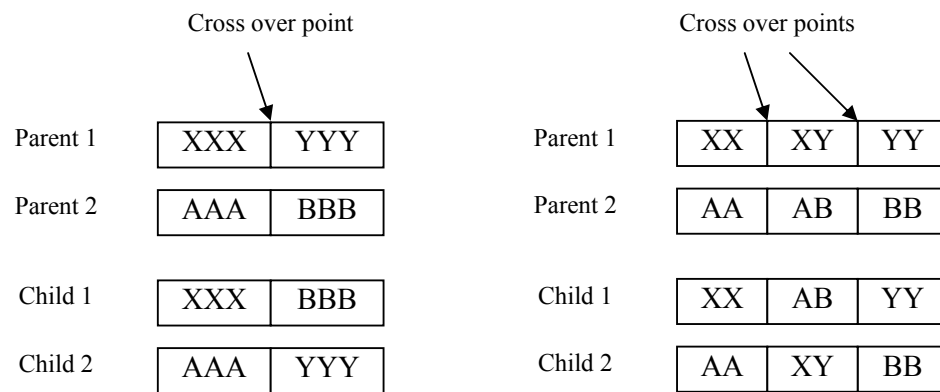 Cross over point
Parent 1 XXX YYY
Parent 2 AAA BBB
Child 1 XXX BBB
Child 2 AAA YYY
Cross over points
Parent 1 XX XY YY
Parent 2 AA AB BB
Child 1 XX AB YY
Child 2 AA XY BB